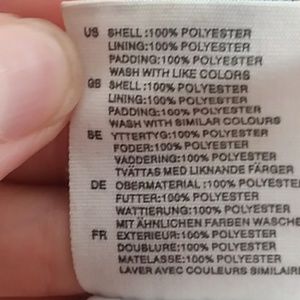 US SHELL:100% POLYESTER
LINING:100% POLYESTER
PADDING:100% POLYESTER
WASH WITH LIKE COLORS
GB SHELL:100% POLYESTER
LINING:100% POLYESTER
PADDING:100% POLYESTER
WASH WITH SIMILAR COLOURS
BE YTTERTYG:100% POLYESTER
FODER:100% POLYESTER
VADDERING:100% POLYESTER
TVÄTTAS MED LIKNANDE FÄRGER
DE OBERMATERIAL:100% POLYESTER
FUTTER:100% POLYESTER
WATTIERUNG:100% POLYESTER
MIT ÄHNLICHEN FARBEN WASCHE
FR EXTERIEUR:100% POLYESTER
DOUBLURE:100% POLYESTER
MATELASSE:100% POLYESTER
LAVER AVEC COULEURS SIMILAIRE